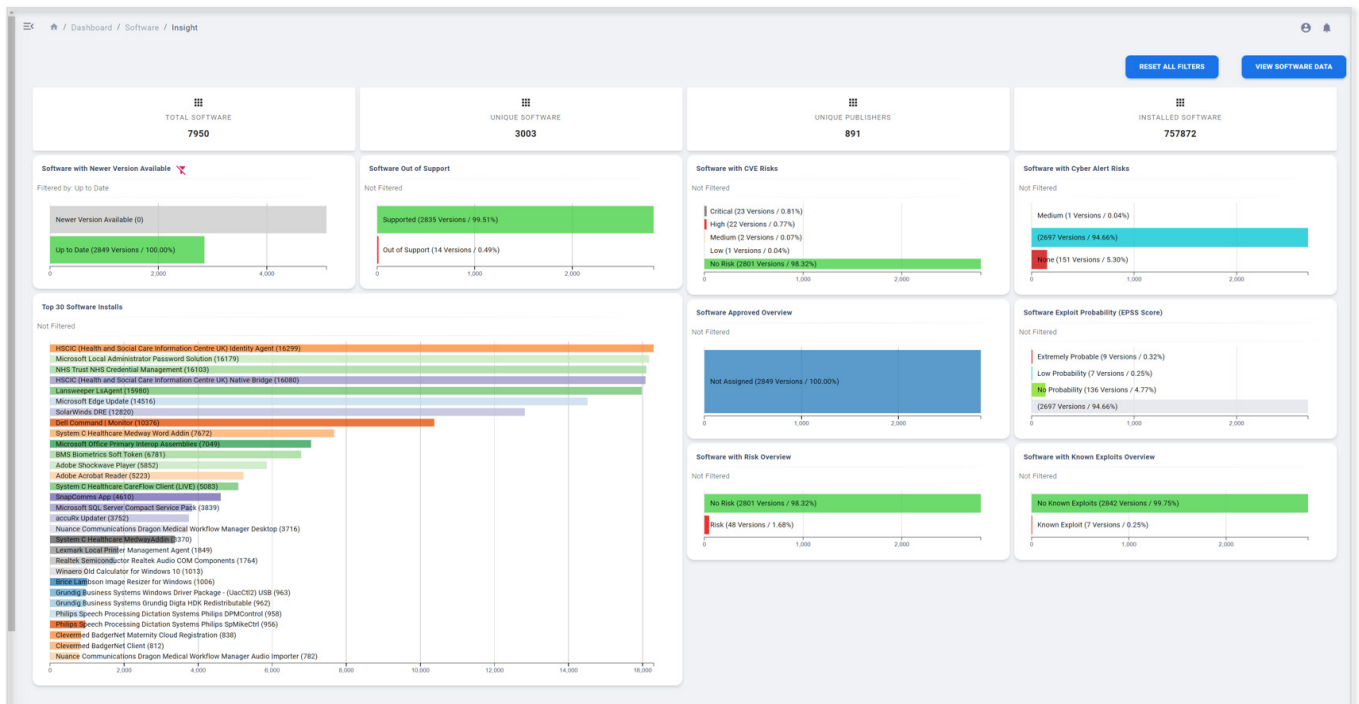 / Dashboard / Software / Insight
RESET ALL FILTERS
VIEW SOFTWARE DATA
TOTAL SOFTWARE
7950
UNIQUE SOFTWARE
3003
UNIQUE PUBLISHERS
891
INSTALLED SOFTWARE
757872
Software with Newer Version Available
Filtered by: Up to Date
Newer Version Available (0)
Up to Date (2849 Versions / 100.00%)
0 2,000 4,000
Software Out of Support
Not Filtered
Supported (2835 Versions / 99.51%)
Out of Support (14 Versions / 0.49%)
0 1,000 2,000
Software with CVE Risks
Not Filtered
Critical (23 Versions / 0.81%)
High (22 Versions / 0.77%)
Medium (2 Versions / 0.07%)
Low (1 Versions / 0.04%)
No Risk (2801 Versions / 98.32%)
0 1,000 2,000
Software with Cyber Alert Risks
Not Filtered
Medium (1 Versions / 0.04%)
(2697 Versions / 94.66%)
None (151 Versions / 5.30%)
0 1,000 2,000
Top 30 Software Installs
Not Filtered
HSCIC (Health and Social Care Information Centre UK) Identity Agent (16299)
Microsoft Local Administrator Password Solution (16179)
NHS Trust NHS Credential Management (16103)
HSCIC (Health and Social Care Information Centre UK) Native Bridge (16080)
Lansweeper LsAgent (15980)
Microsoft Edge Update (14516)
SolarWinds DRE (12820)
Dell Command | Monitor (10376)
System C Healthcare Medway Word Addin (7672)
Microsoft Office Primary Interop Assemblies (7049)
BMS Biometrics Soft Token (6781)
Adobe Shockwave Player (5852)
Adobe Acrobat Reader (5223)
System C Healthcare CareFlow Client (LIVE) (5083)
SnapComms App (4610)
Microsoft SQL Server Compact Service Pack (3839)
accuRx Updater (3752)
Nuance Communications Dragon Medical Workflow Manager Desktop (3716)
System C Healthcare MedwayAddin (3370)
Lexmark Local Printer Management Agent (1849)
Realtek Semiconductor Realtek Audio COM Components (1764)
Winaero Old Calculator for Windows 10 (1013)
Brice Lambson Image Resizer for Windows (1006)
Grundig Business Systems Windows Driver Package - (UacCtl2) USB (963)
Grundig Business Systems Grundig Digta HDK Redistributable (962)
Philips Speech Processing Dictation Systems Philips DPMControl (958)
Philips Speech Processing Dictation Systems Philips SpMikeCtrl (956)
Clevermed BadgerNet Maternity Cloud Registration (838)
Clevermed BadgerNet Client (812)
Nuance Communications Dragon Medical Workflow Manager Audio Importer (782)
0 2,000 4,000 6,000 8,000 10,000 12,000 14,000 16,000
Software Approved Overview
Not Filtered
Not Assigned (2849 Versions / 100.00%)
0 1,000 2,000
Software Exploit Probability (EPSS Score)
Not Filtered
Extremely Probable (9 Versions / 0.32%)
Low Probability (7 Versions / 0.25%)
No Probability (136 Versions / 4.77%)
(2697 Versions / 94.66%)
0 1,000 2,000
Software with Risk Overview
Not Filtered
No Risk (2801 Versions / 98.32%)
Risk (48 Versions / 1.68%)
0 1,000 2,000
Software with Known Exploits Overview
Not Filtered
No Known Exploits (2842 Versions / 99.75%)
Known Exploit (7 Versions / 0.25%)
0 1,000 2,000